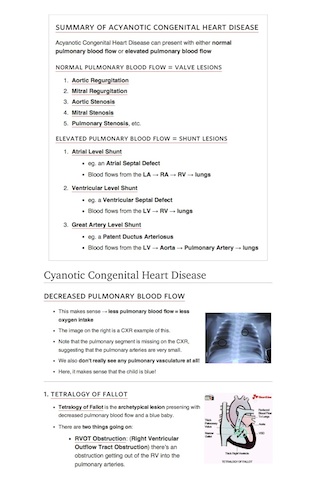 SUMMARY OF ACYANOTIC CONGENITAL HEART DISEASE
Acyanotic Congenital Heart Disease can present with either normal
pulmonary blood flow or elevated pulmonary blood flow
NORMAL PULMONARY BLOOD FLOW = VALVE LESIONS
1. Aortic Regurgitation
2. Mitral Regurgitation
3. Aortic Stenosis
4. Mitral Stenosis
5. Pulmonary Stenosis, etc.
ELEVATED PULMONARY BLOOD FLOW = SHUNT LESIONS
1. Atrial Level Shunt
• eg. an Atrial Septal Defect
• Blood flows from the LA → RA → RV → lungs
2. Ventricular Level Shunt
• eg. a Ventricular Septal Defect
• Blood flows from the LV → RV → lungs
3. Great Artery Level Shunt
• eg. a Patent Ductus Arteriosus
• Blood flows from the LV → Aorta → Pulmonary Artery → lungs
Cyanotic Congenital Heart Disease
DECREASED PULMONARY BLOOD FLOW
• This makes sense → less pulmonary blood flow = less
oxygen intake
• The image on the right is a CXR example of this.
• Note that the pulmonary segment is missing on the CXR,
suggesting that the pulmonary arteries are very small.
• We also don't really see any pulmonary vasculature at all!
• Here, it makes sense that the child is blue!
1. TETRALOGY OF FALLOT
• Tetralogy of Fallot is the archetypical lesion presenting with
decreased pulmonary blood flow and a blue baby.
• There are two things going on:
• RVOT Obstruction: (Right Ventricular
Outflow Tract Obstruction) there's an
obstruction getting out of the RV into the
pulmonary arteries.
TETRALOGY OF FALLOT